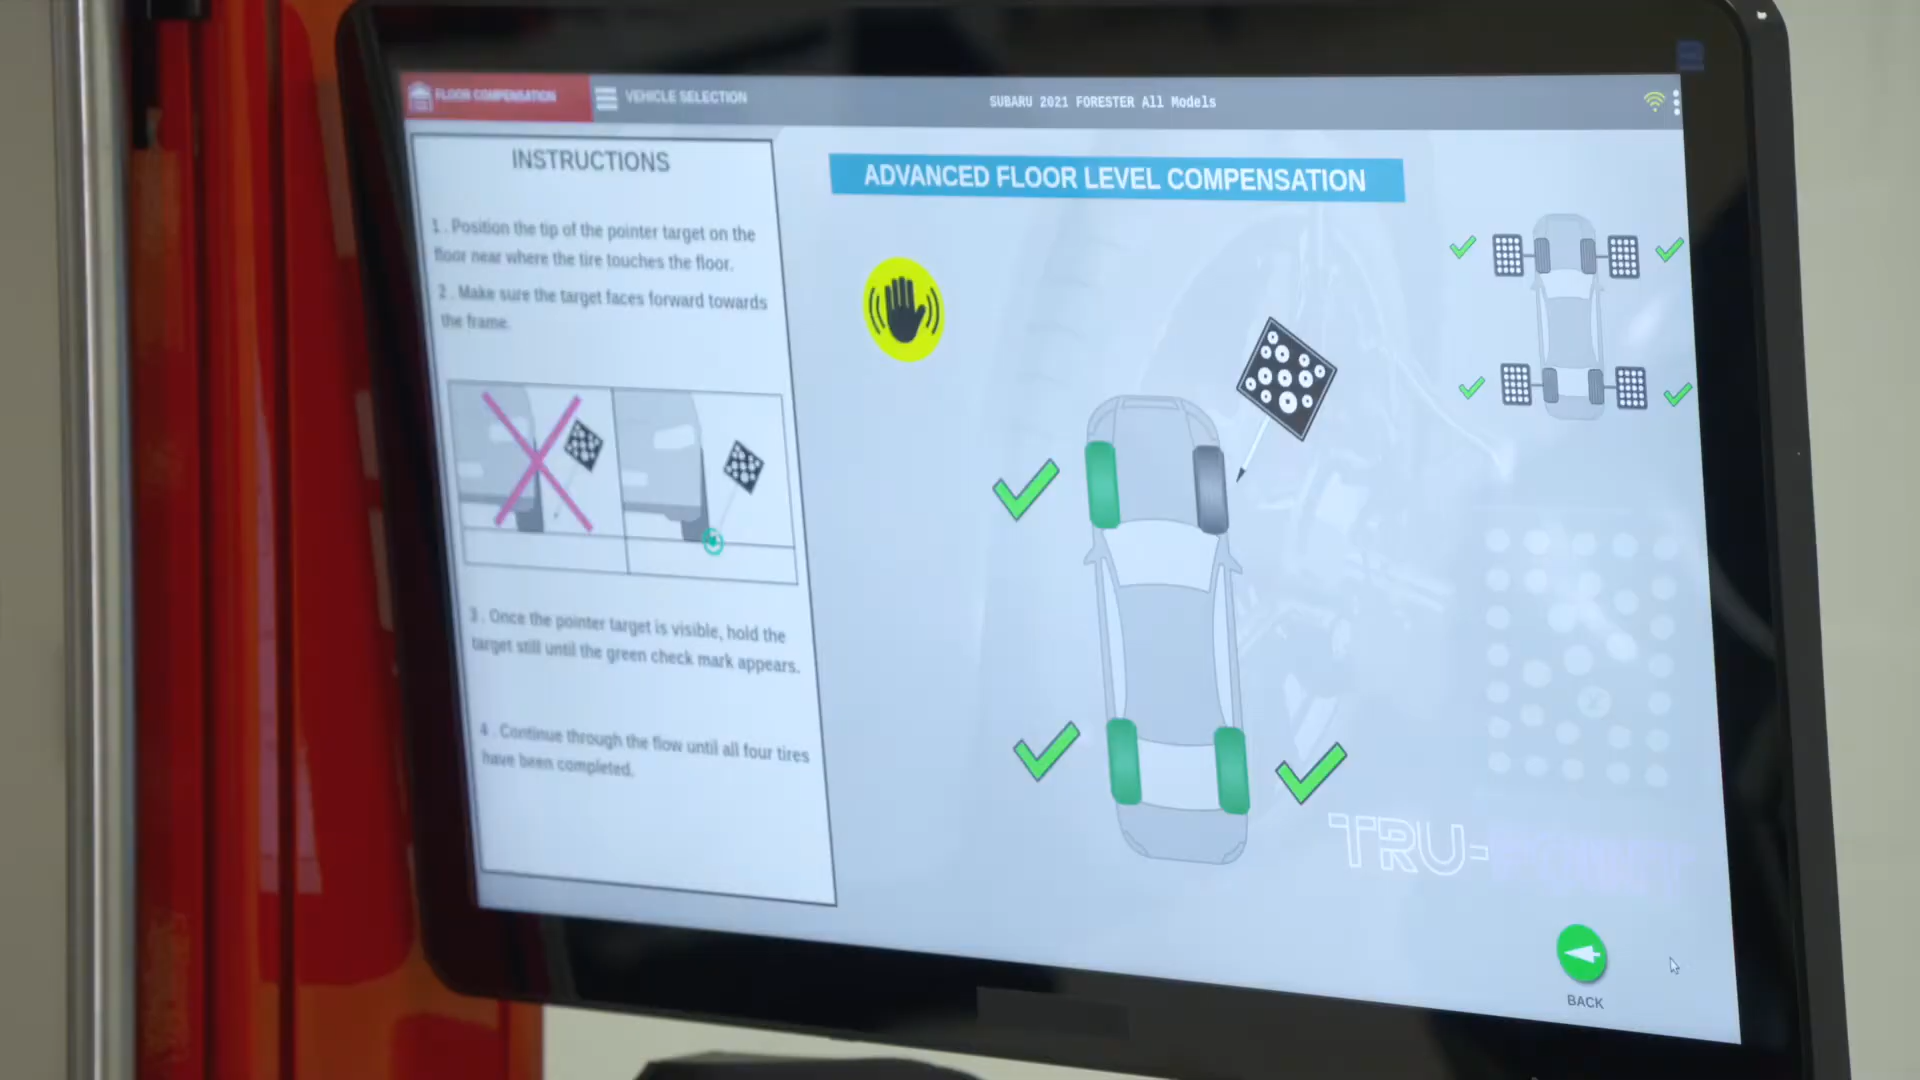 FLOOR COMPENSATION
VEHICLE SELECTION
SUBARU 2021 FORESTER All Models
INSTRUCTIONS
1 . Position the tip of the pointer target on the
floor near where the tire touches the floor.
2 . Make sure the target faces forward towards
the frame.
3 . Once the pointer target is visible, hold the
target still until the green check mark appears.
4 . Continue through the flow until all four tires
have been completed.
ADVANCED FLOOR LEVEL COMPENSATION
TRU-POINT
BACK